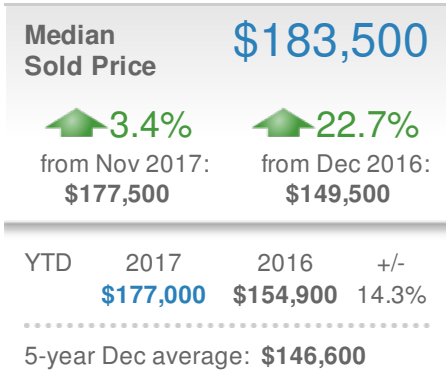 Median $183,500
Sold Price
3.4% 22.7%
from Nov 2017: from Dec 2016:
$177,500 $149,500
YTD 2017 2016 +/-
$177,000 $154,900 14.3%
5-year Dec average: $146,600